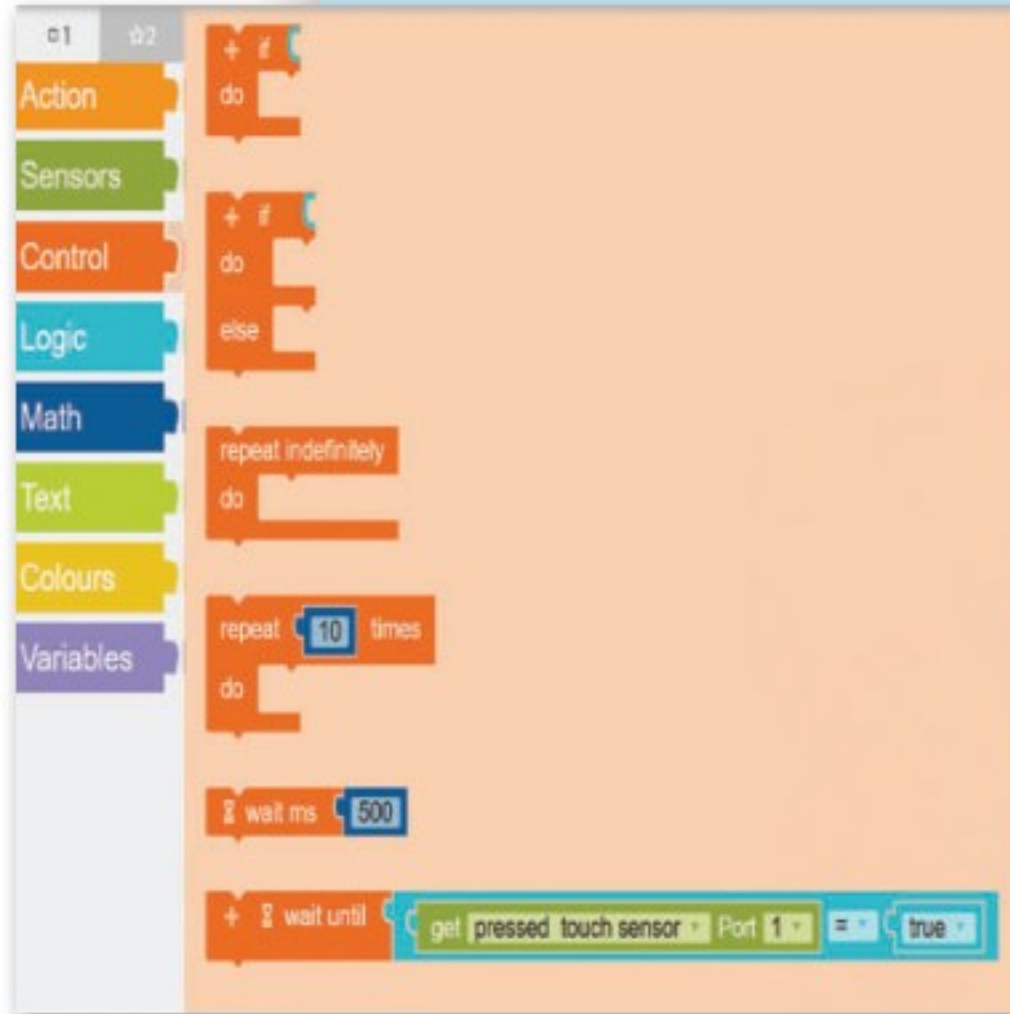 1 2
Action
Sensors
Control
Logic
Math
Text
Colours
Variables
+ if
do
+ if
do
else
repeat indefinitely
do
repeat 10 times
do
wait ms 500
+ wait until get pressed touch sensor Port 1 = true